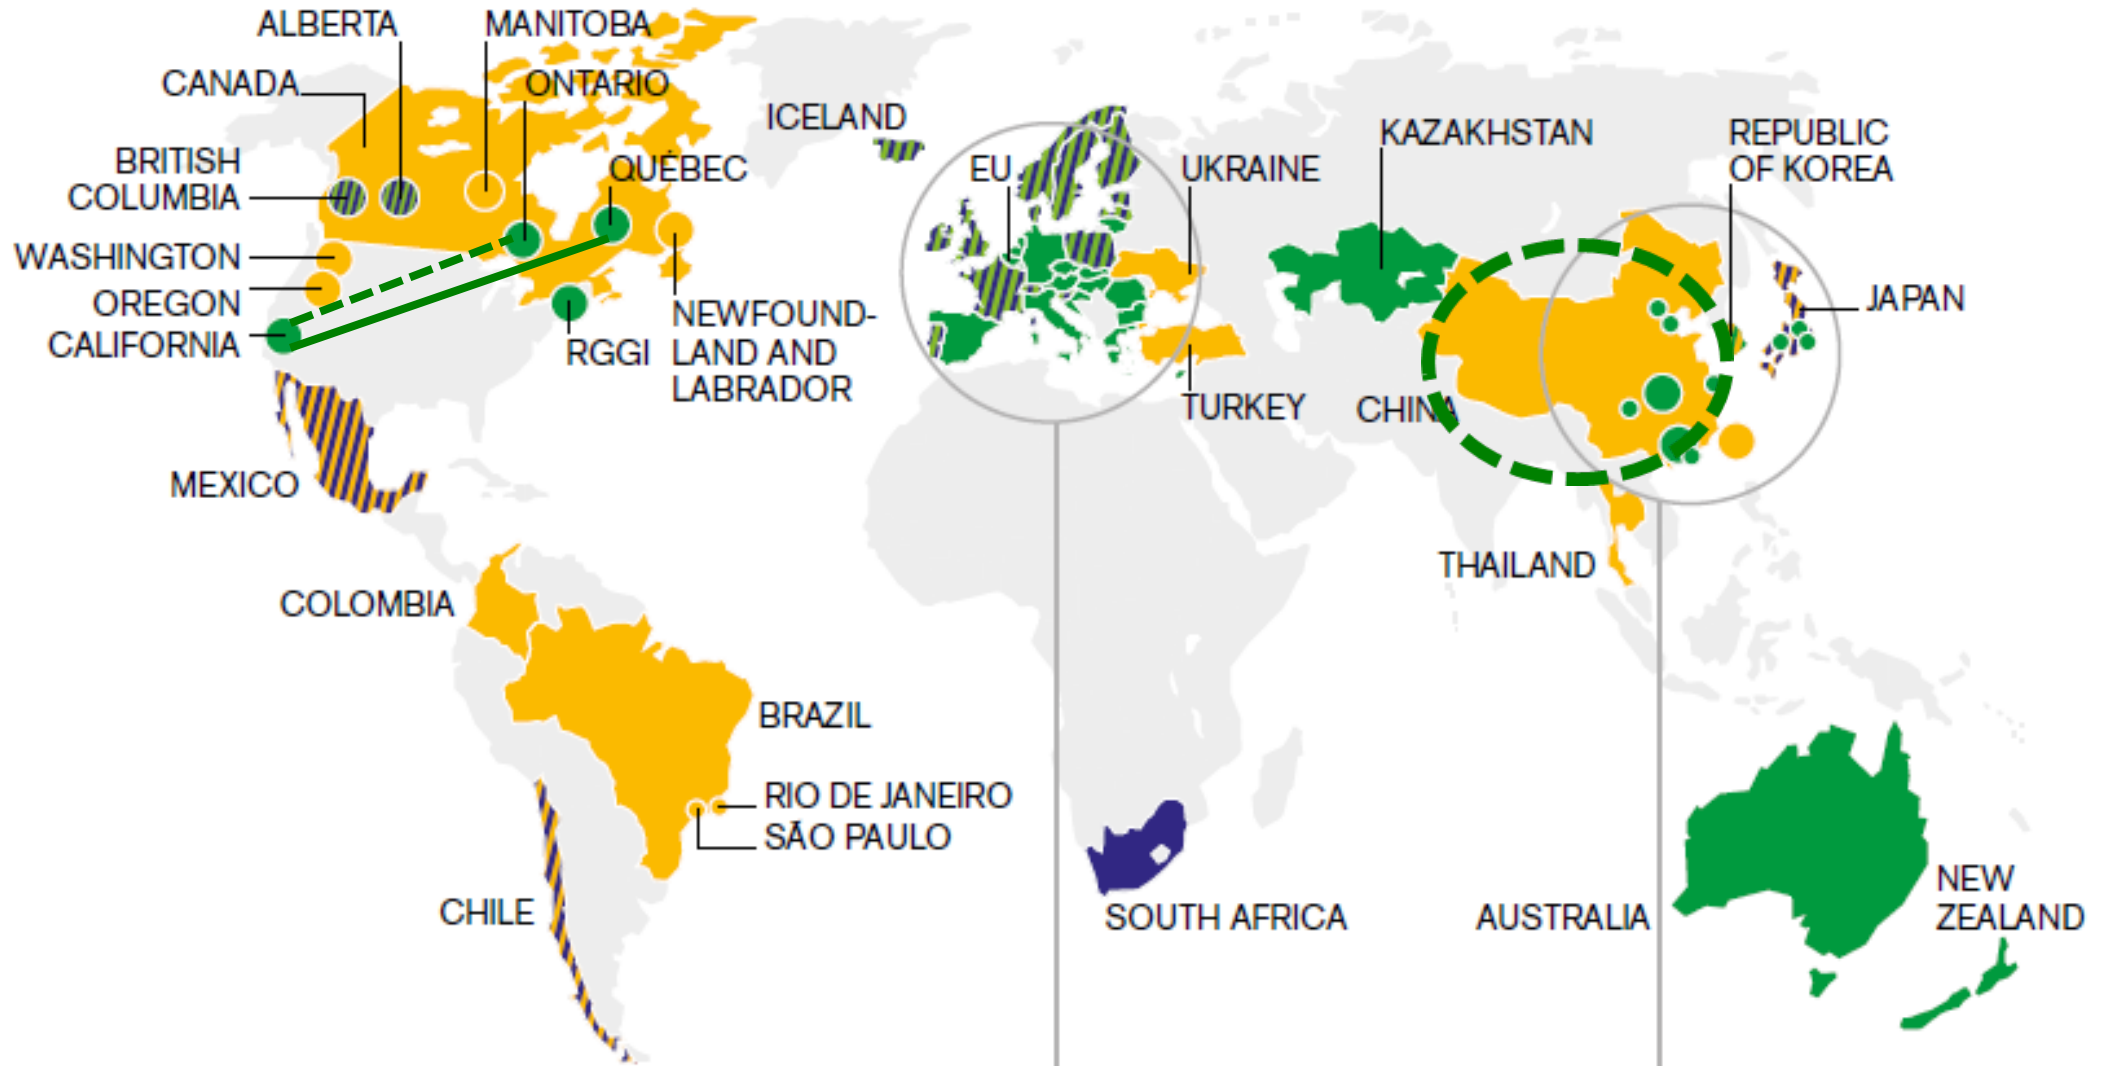 ALBERTA
MANITOBA
CANADA
ONTARIO
BRITISH
COLUMBIA
QUÉBEC
WASHINGTON
OREGON
CALIFORNIA
RGGI
NEWFOUND-
LAND AND
LABRADOR
MEXICO
COLOMBIA
BRAZIL
RIO DE JANEIRO
SÃO PAULO
CHILE
ICELAND
EU
UKRAINE
TURKEY
KAZAKHSTAN
REPUBLIC
OF KOREA
JAPAN
CHINA
THAILAND
SOUTH AFRICA
AUSTRALIA
NEW
ZEALAND